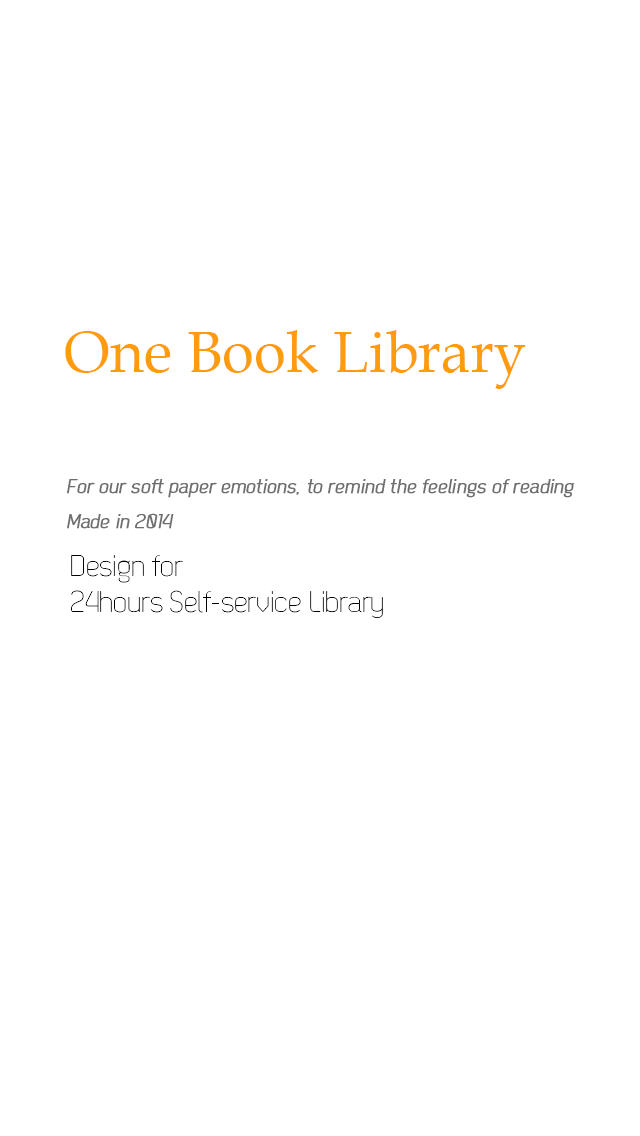 One Book Library
For our soft paper emotions, to remind the feelings of reading
Made in 2014
Design for
24hours Self-service Library